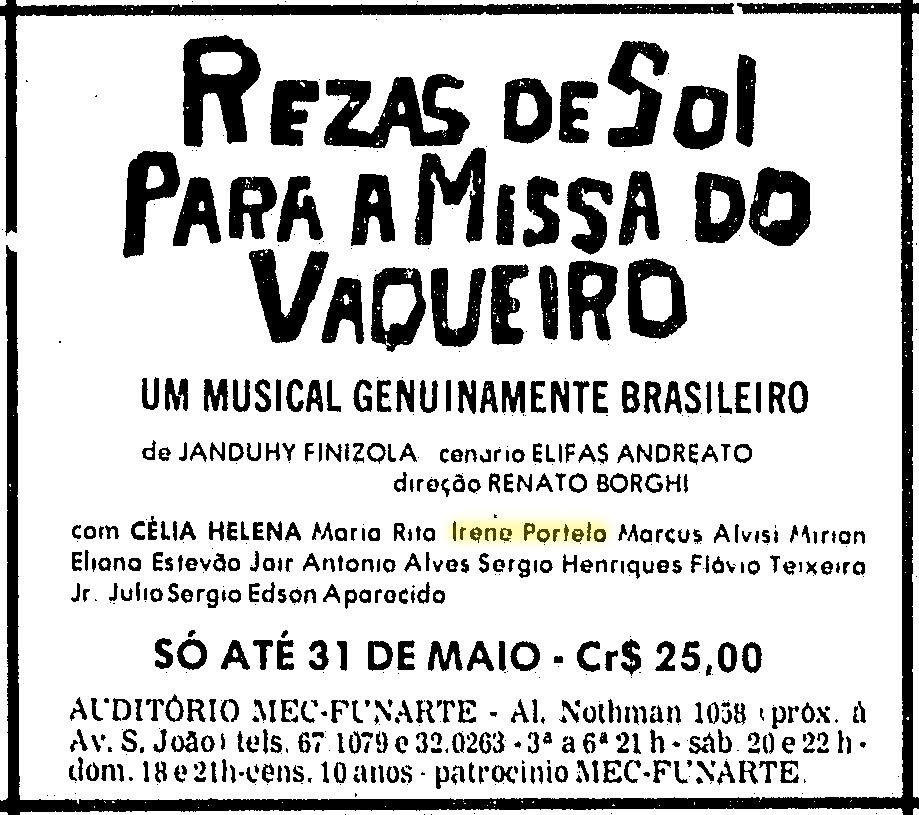 REZAS DE SOL
PARA A MISSA DO
VAQUEIRO
UM MUSICAL GENUINAMENTE BRASILEIRO
de JANDUHY FINIZOLA cenario ELIFAS ANDREATO
direção RENATO BORGHI
com CÉLIA HELENA Maria Rita Irene Portela Marcus Alvisi Mirian
Eliana Estevão Jair Antonio Alves Sergio Henriques Flávio Teixeira
Jr. Julio Sergio Edson Aparecido
SÓ ATÉ 31 DE MAIO - Cr$ 25,00
AUDITÓRIO MEC-FUNARTE - Al. Nothman 1058 (próx. à
Av. S. João) tels. 67 1079 e 32.0263 - 3ª a 6ª 21 h - sáb. 20 e 22 h -
dom. 18 e 21h-cens. 10 anos - patrocinio MEC-FUNARTE.